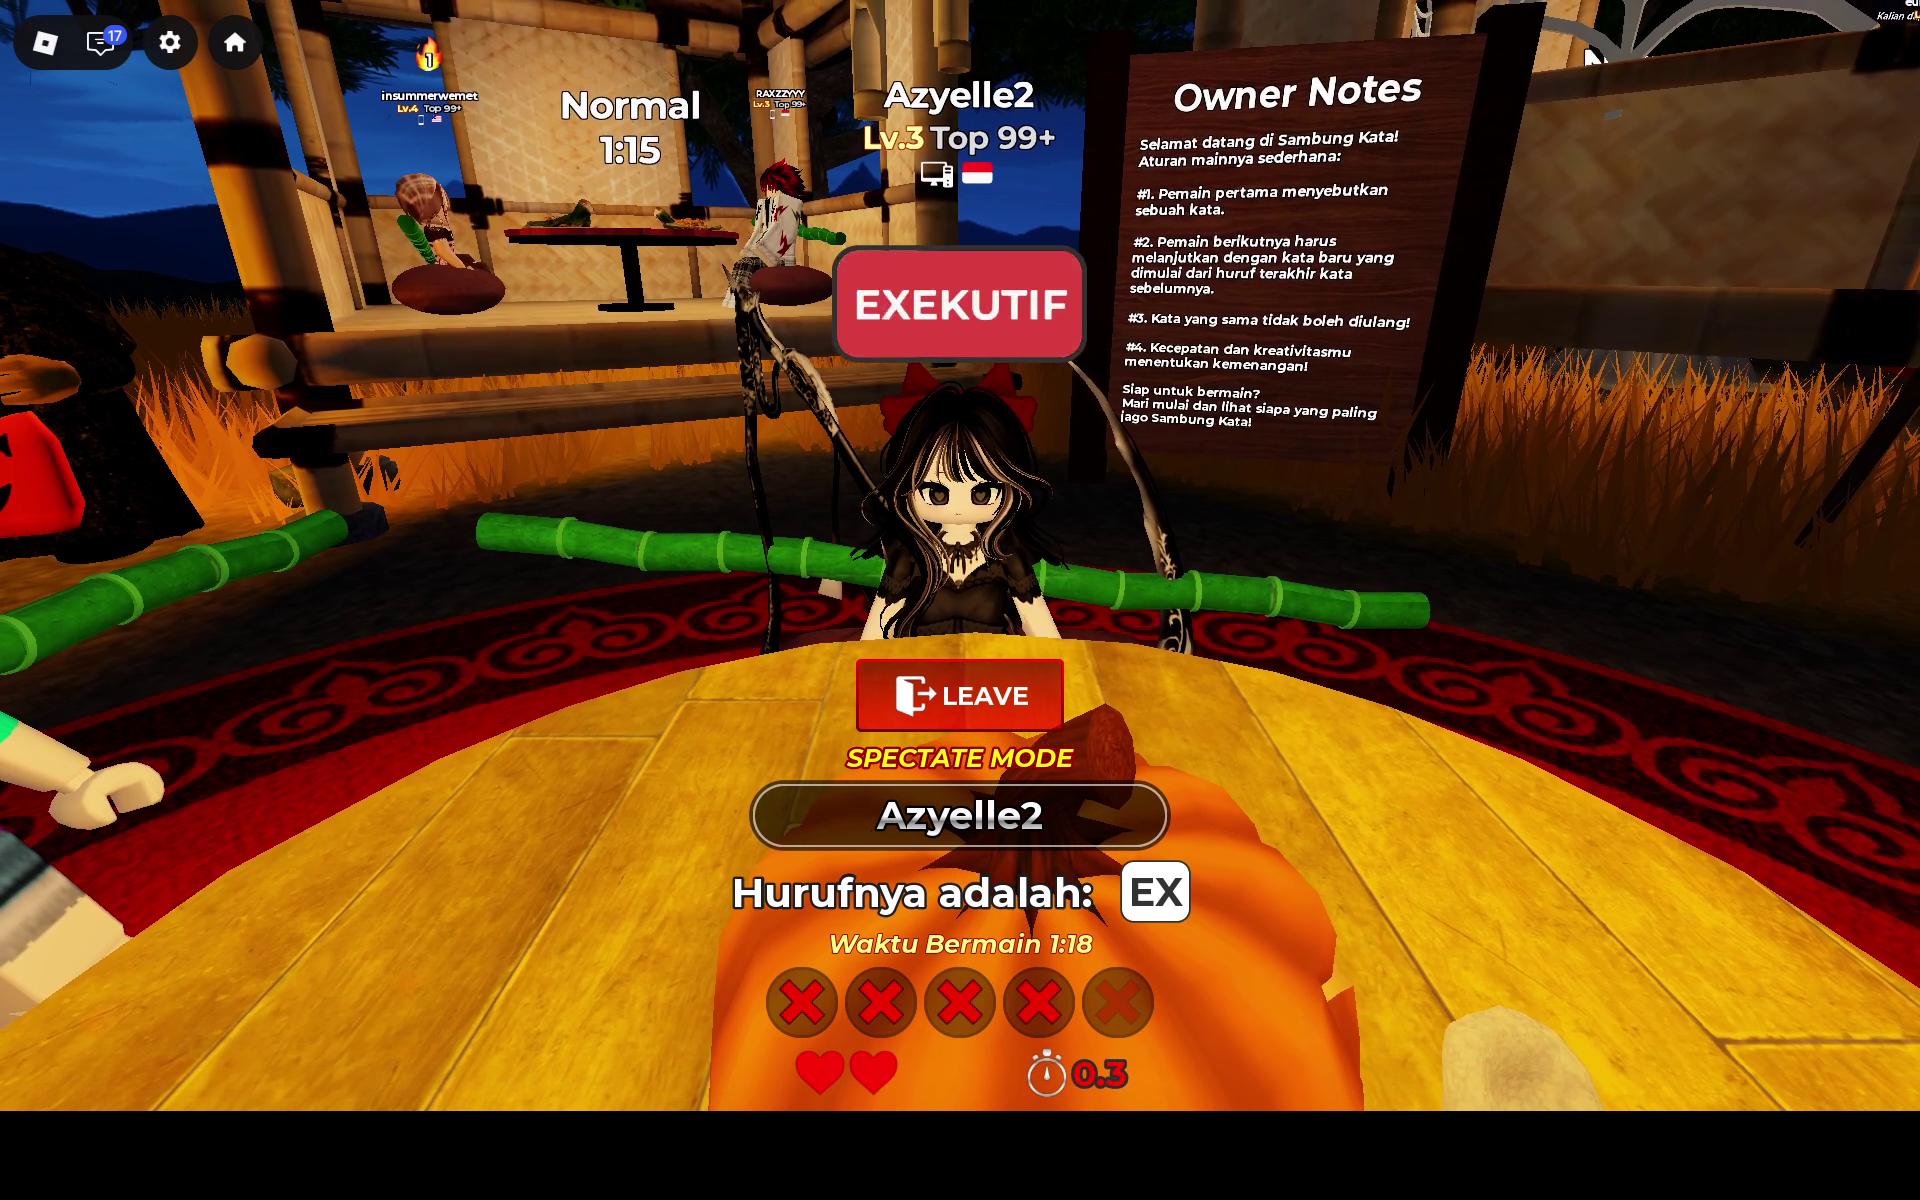 17
1
insummerwemet
Lv.4 Top 99+
Normal
1:15
RAXZZYYY
Lv.3 Top 99+
Azyelle2
Lv.3 Top 99+
EXEKUTIF
Owner Notes
Selamat datang di Sambung Kata!
Aturan mainnya sederhana:
#1. Pemain pertama menyebutkan
sebuah kata.
#2. Pemain berikutnya harus
melanjutkan dengan kata baru yang
dimulai dari huruf terakhir kata
sebelumnya.
#3. Kata yang sama tidak boleh diulang!
#4. Kecepatan dan kreativitasmu
menentukan kemenangan!
Siap untuk bermain?
Mari mulai dan lihat siapa yang paling
jago Sambung Kata!
Kalian
LEAVE
SPECTATE MODE
Azyelle2
Hurufnya adalah: EX
Waktu Bermain 1:18
0.3